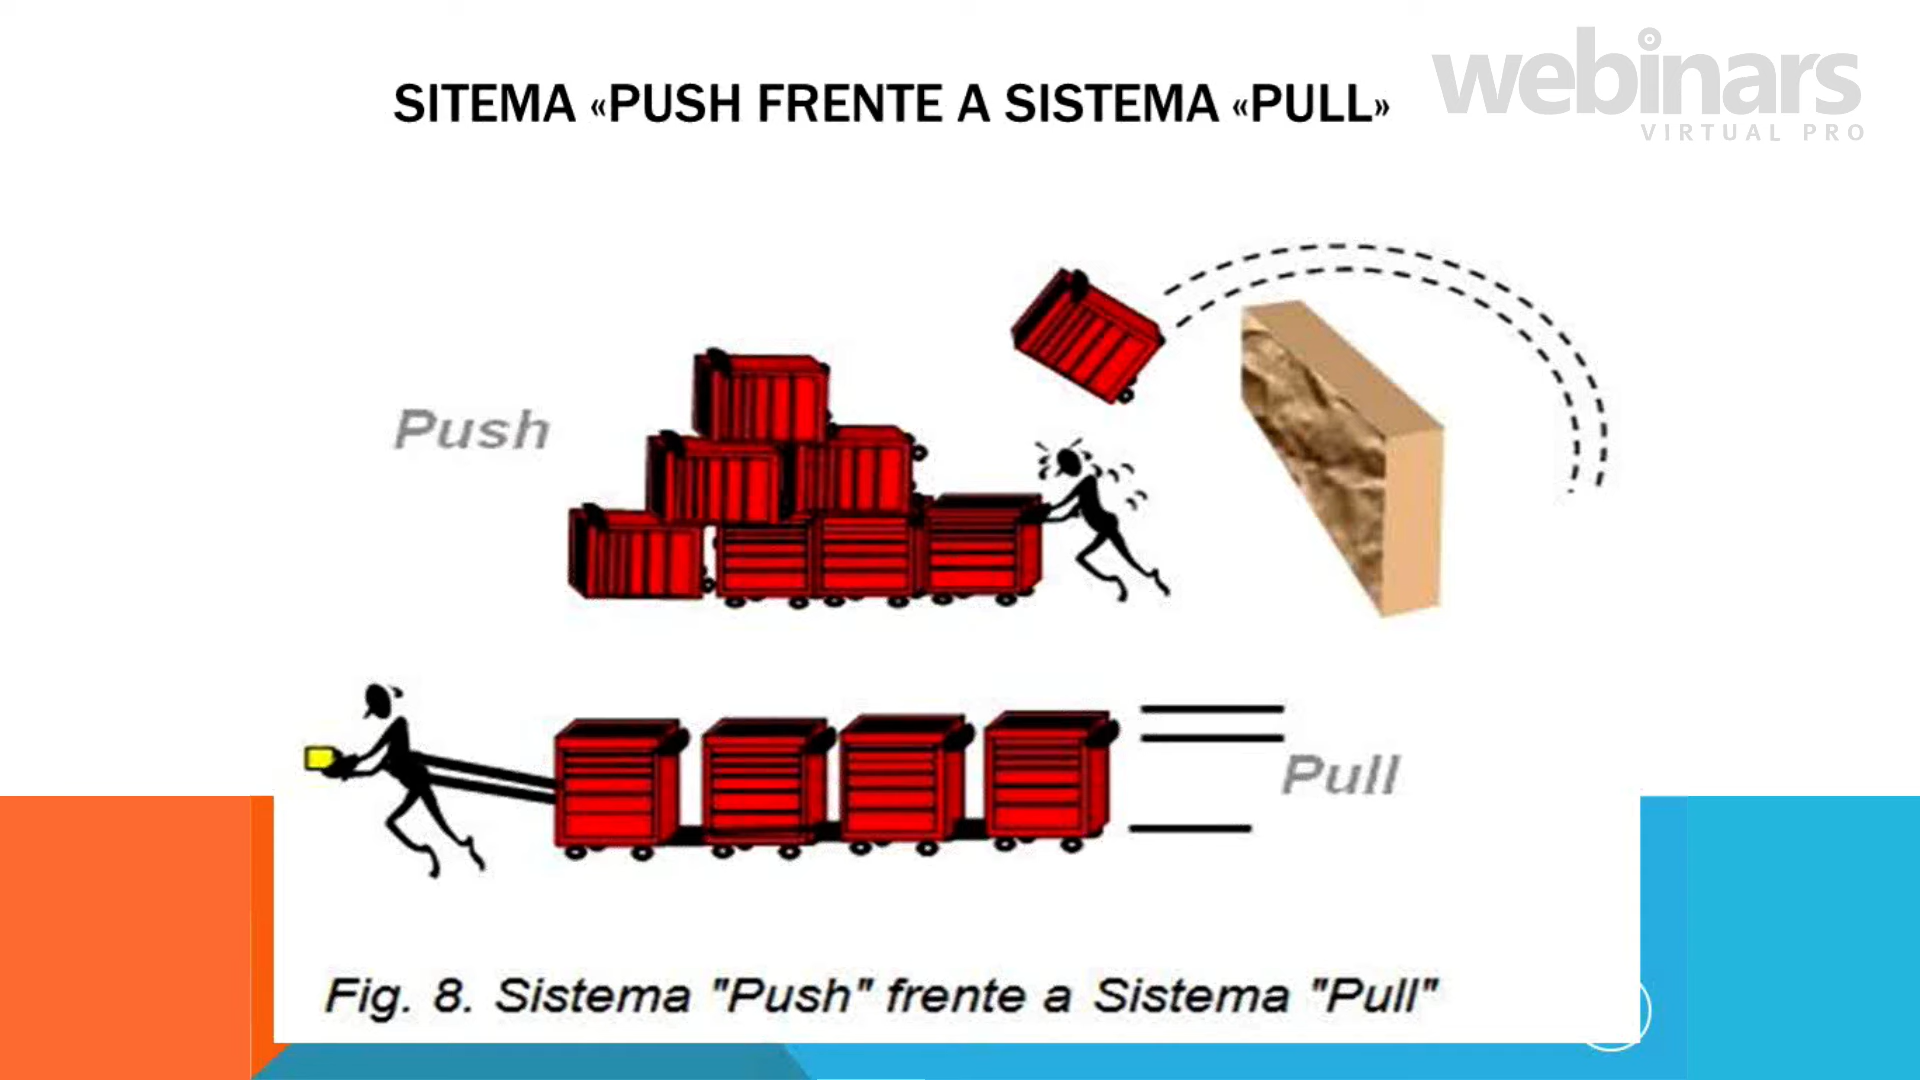 webinars
VIRTUAL PRO
SITEMA «PUSH FRENTE A SISTEMA «PULL»
Push
Pull
Fig. 8. Sistema "Push" frente a Sistema "Pull"